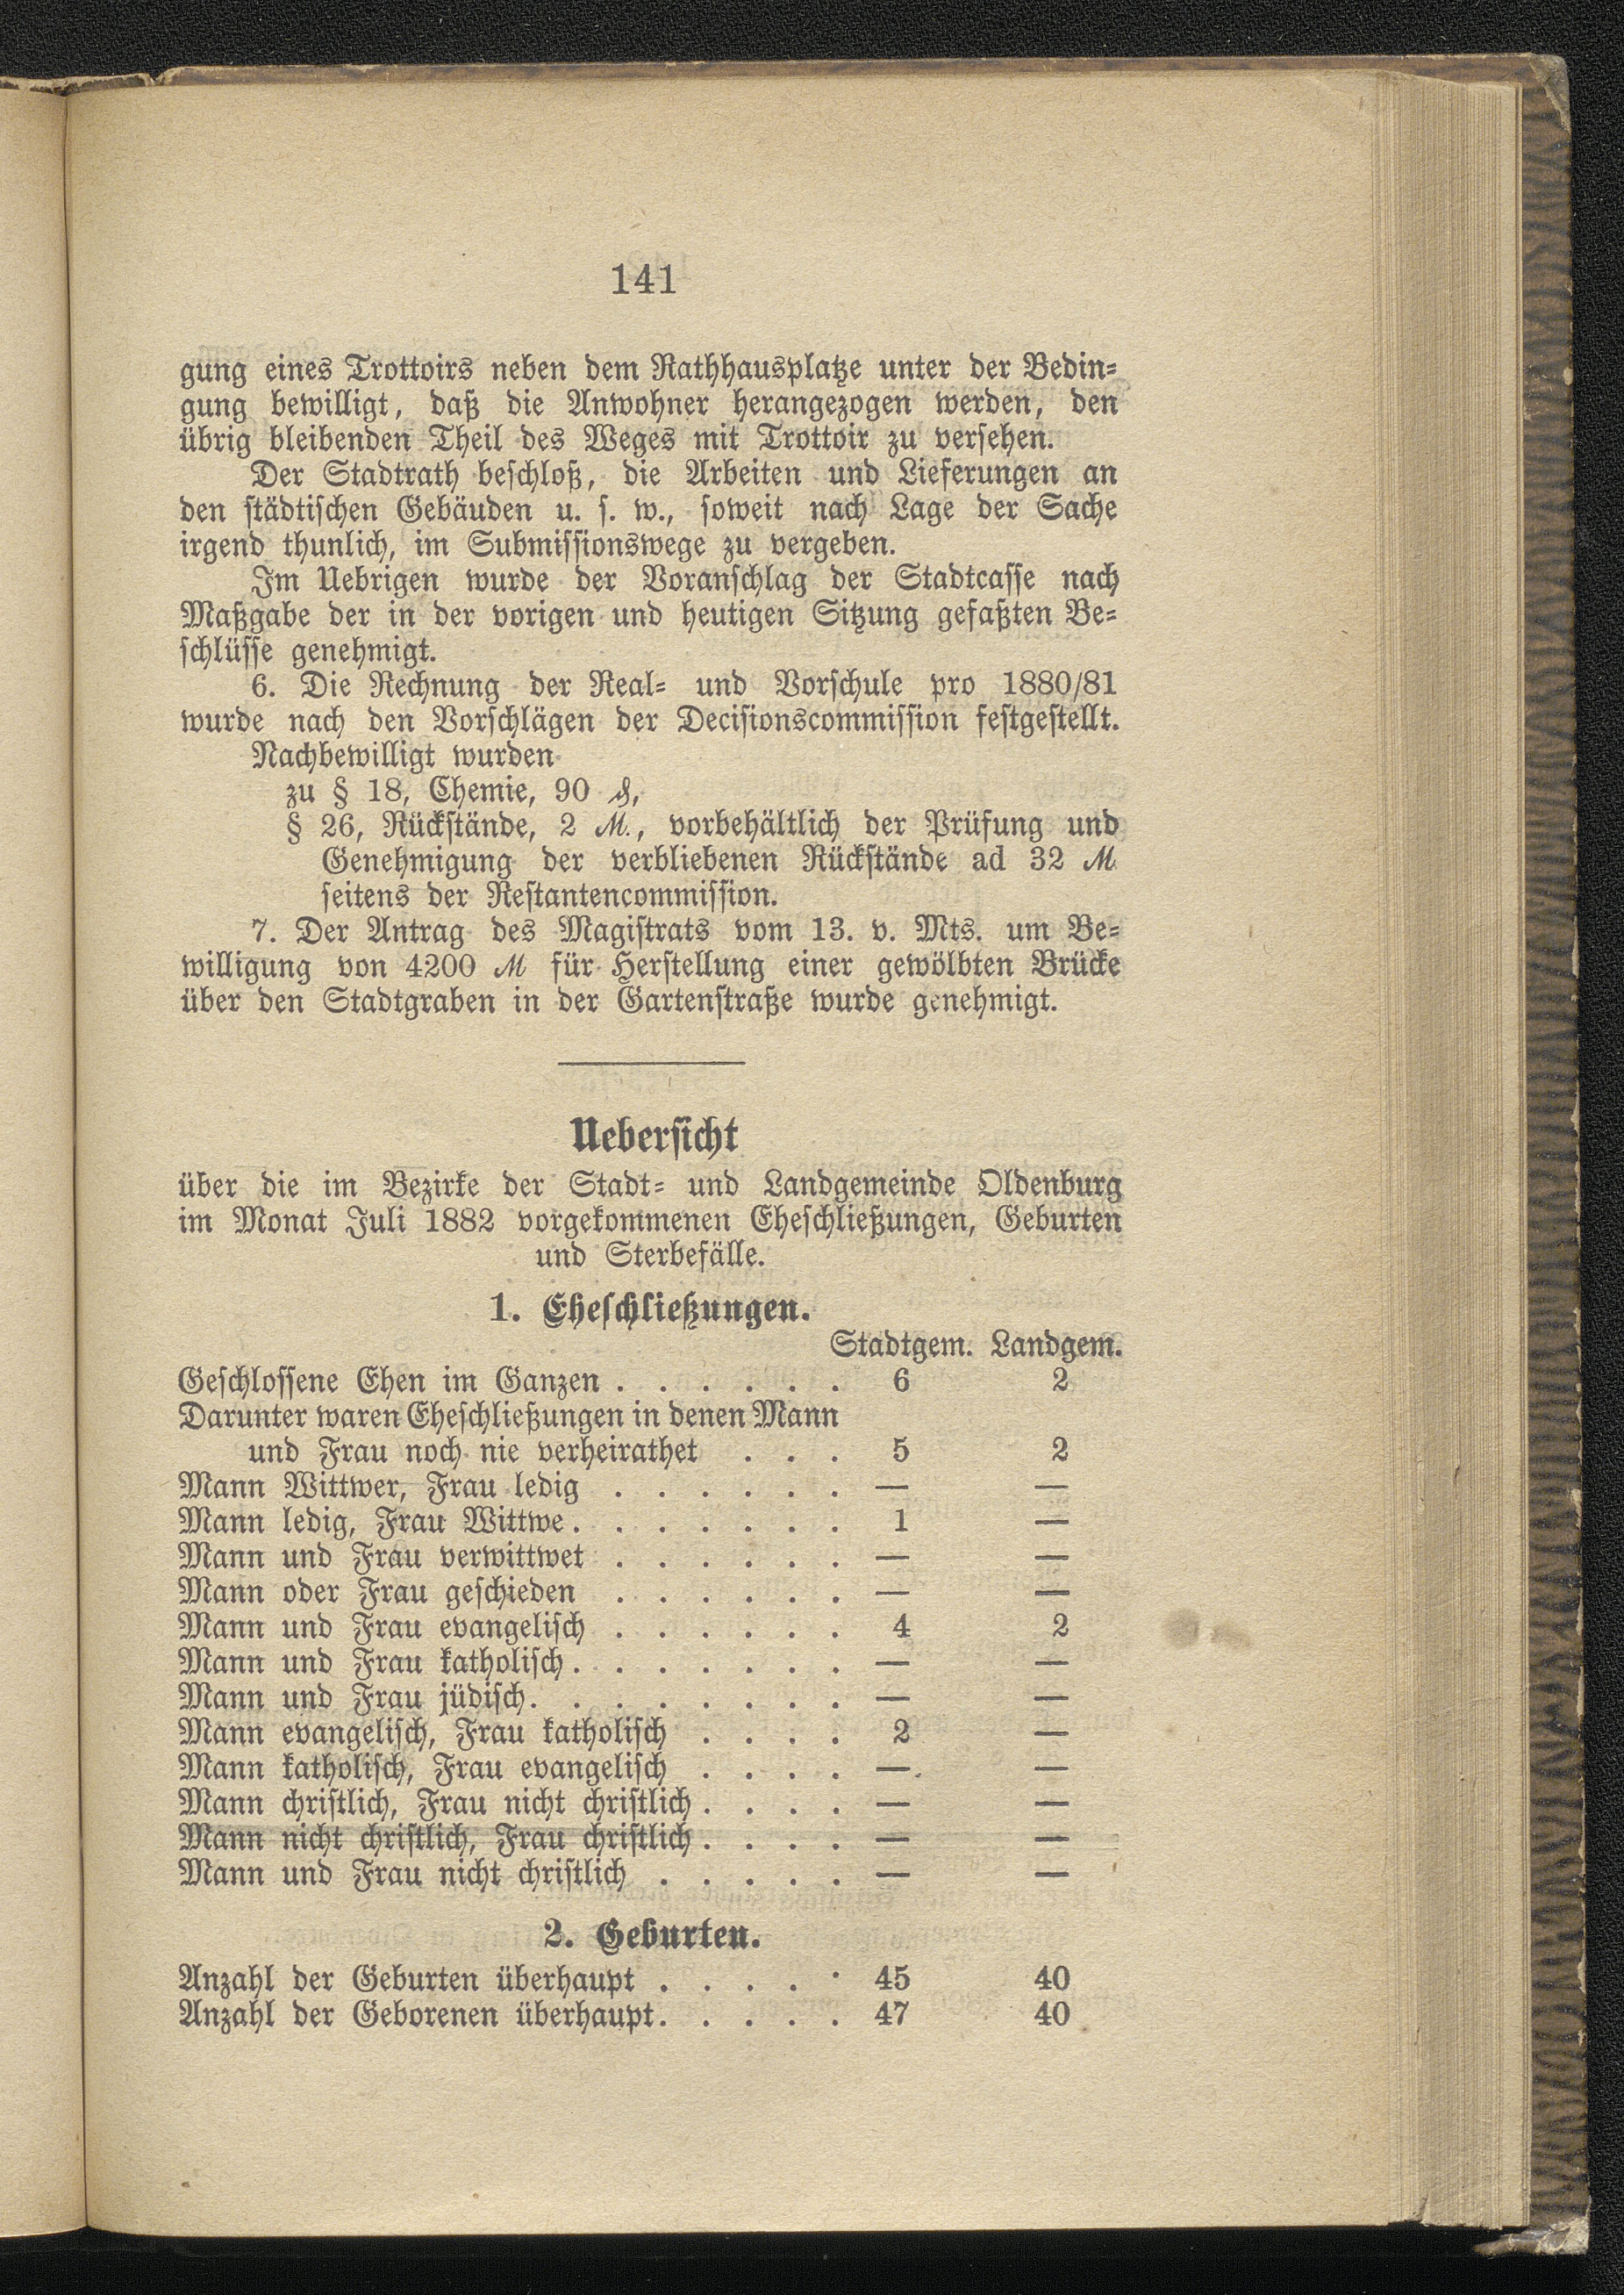 141
gung eines Trottoirs neben dem Rathhausplatze unter der Bedin-
gung bewilligt, daß die Anwohner herangezogen werden, den
übrig bleibenden Theil des Weges mit Trottoir zu versehen.
Der Stadtrath beschloß, die Arbeiten und Lieferungen an
den städtischen Gebäuden u. s. w., soweit nach Lage der Sache
irgend thunlich, im Submissionswege zu vergeben.
Im Uebrigen wurde der Voranschlag der Stadtcasse nach
Maßgabe der in der vorigen und heutigen Sitzung gefaßten Be-
schlüsse genehmigt.
6. Die Rechnung der Real- und Vorschule pro 1880/81
wurde nach den Vorschlägen der Decisionscommission festgestellt.
Nachbewilligt wurden
zu § 18, Chemie, 90 ₰,
§ 26, Rückstände, 2 M., vorbehältlich der Prüfung und
Genehmigung der verbliebenen Rückstände ad 32 M
seitens der Restantencommission.
7. Der Antrag des Magistrats vom 13. v. Mts. um Be-
willigung von 4200 M für Herstellung einer gewölbten Brücke
über den Stadtgraben in der Gartenstraße wurde genehmigt.
Uebersicht
über die im Bezirke der Stadt- und Landgemeinde Oldenburg
im Monat Juli 1882 vorgekommenen Eheschließungen, Geburten
und Sterbefälle.
1. Eheschließungen.
Stadtgem. Landgem.
Geschlossene Ehen im Ganzen . . . . . . 6 2
Darunter waren Eheschließungen in denen Mann
und Frau noch nie verheirathet . . . 5 2
Mann Wittwer, Frau ledig . . . . . . — —
Mann ledig, Frau Wittwe . . . . . . . 1 —
Mann und Frau verwittwet . . . . . . — —
Mann oder Frau geschieden . . . . . . — —
Mann und Frau evangelisch . . . . . . 4 2
Mann und Frau katholisch . . . . . . . — —
Mann und Frau jüdisch . . . . . . . . — —
Mann evangelisch, Frau katholisch . . . . 2 —
Mann katholisch, Frau evangelisch . . . . — —
Mann christlich, Frau nicht christlich . . . . — —
Mann nicht christlich, Frau christlich . . . . — —
Mann und Frau nicht christlich . . . . . — —
2. Geburten.
Anzahl der Geburten überhaupt . . . . . 45 40
Anzahl der Geborenen überhaupt . . . . . 47 40